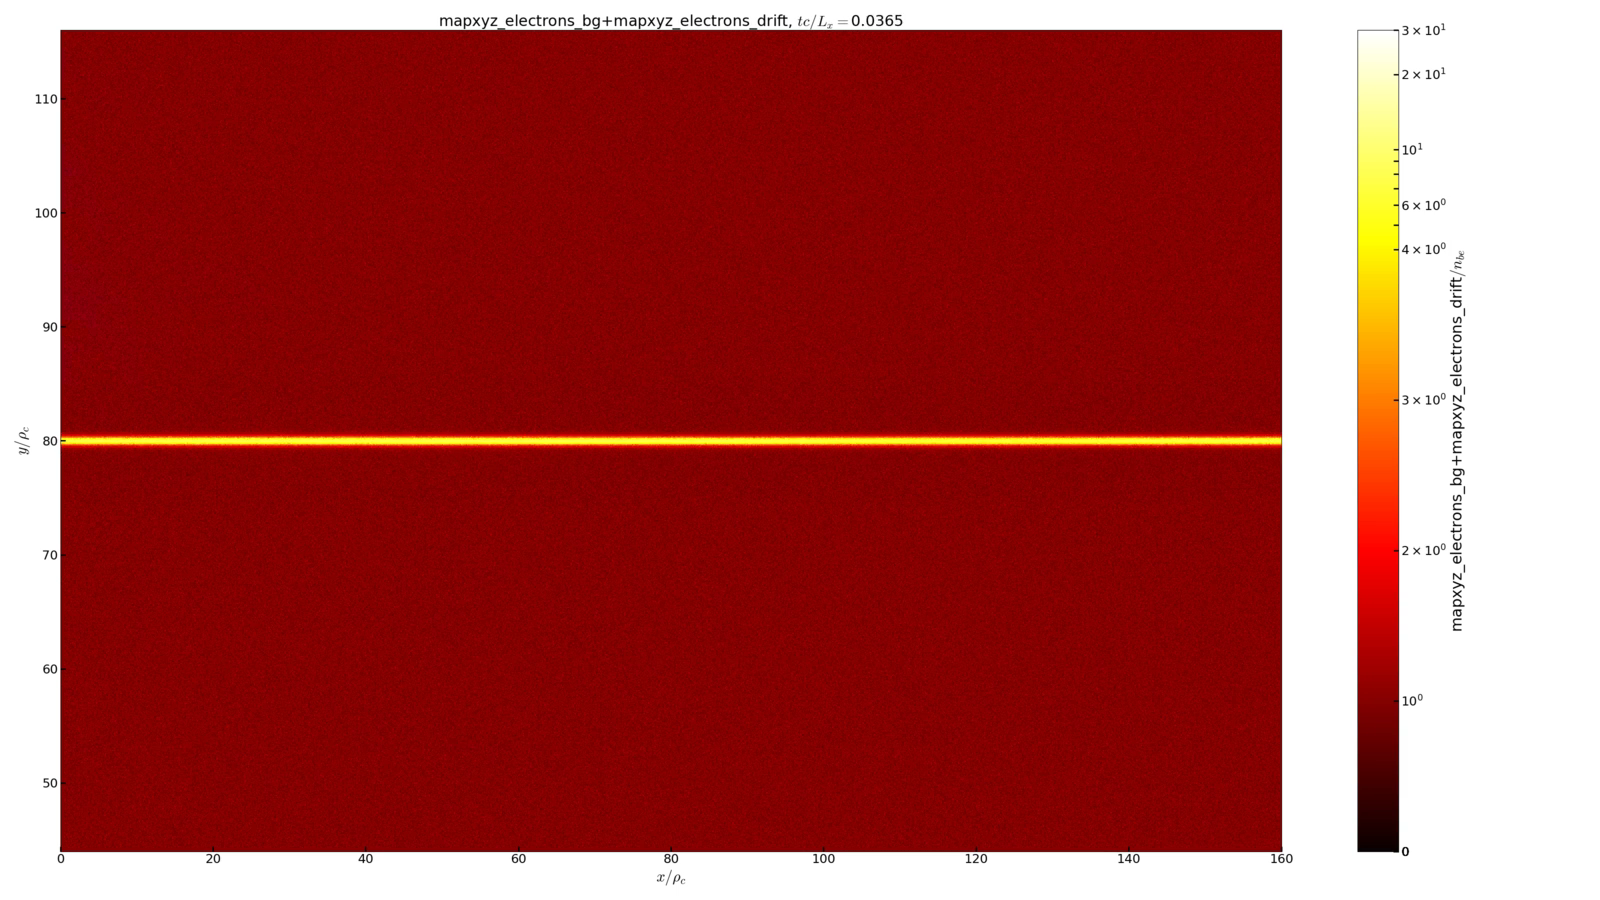 mapxyz_electrons_bg+mapxyz_electrons_drift, tc/L_x = 0.0365
110
100
90
80
70
60
50
y/ρ_c
0 20 40 60 80 100 120 140 160
x/ρ_c
3 × 10^1
2 × 10^1
10^1
6 × 10^0
4 × 10^0
3 × 10^0
2 × 10^0
10^0
0
mapxyz_electrons_bg+mapxyz_electrons_drift/n_be